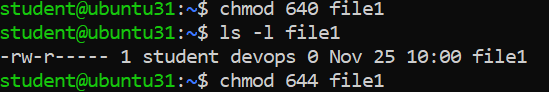 student@ubuntu31:~$ chmod 640 file1
student@ubuntu31:~$ ls -l file1
-rw-r----- 1 student devops 0 Nov 25 10:00 file1
student@ubuntu31:~$ chmod 644 file1